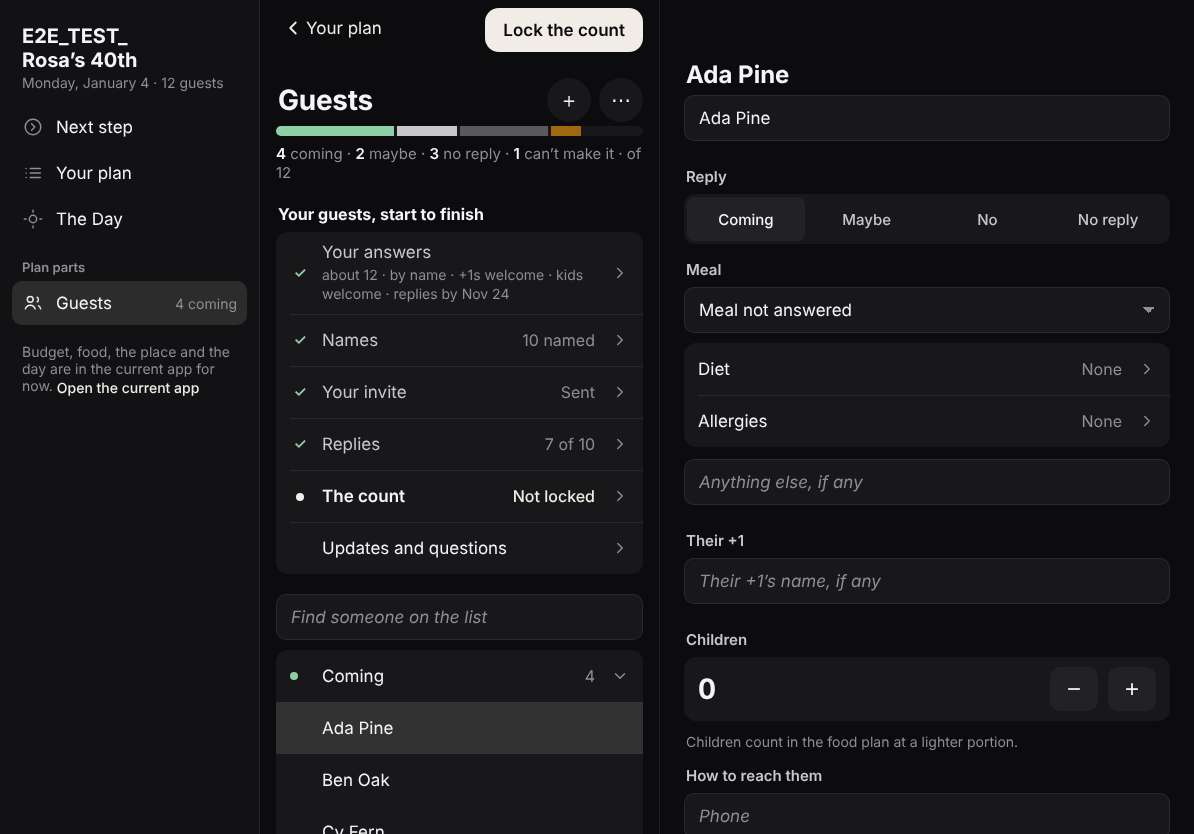 E2E_TEST_
Rosa’s 40th
Monday, January 4 · 12 guests
Next step
Your plan
The Day
Plan parts
Guests
4 coming
Budget, food, the place and the
day are in the current app for
now. Open the current app
Your plan
Lock the count
Guests
4 coming · 2 maybe · 3 no reply · 1 can’t make it · of
12
Your guests, start to finish
Your answers
about 12 · by name · +1s welcome · kids
welcome · replies by Nov 24
Names
10 named
Your invite
Sent
Replies
7 of 10
The count
Not locked
Updates and questions
Find someone on the list
Coming
4
Ada Pine
Ben Oak
Cy Fern
Ada Pine
Ada Pine
Reply
Coming
Maybe
No
No reply
Meal
Meal not answered
Diet
None
Allergies
None
Anything else, if any
Their +1
Their +1’s name, if any
Children
0
Children count in the food plan at a lighter portion.
How to reach them
Phone